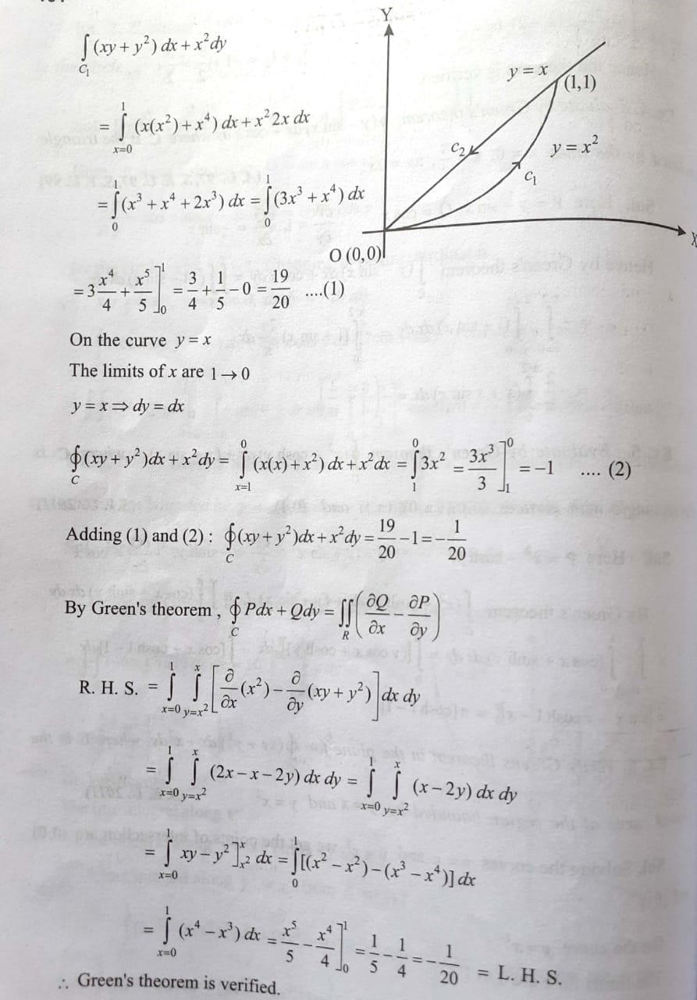 Y
∫_{C₁} (xy + y²) dx + x²dy
y = x
(1,1)
= ∫_{x=0}^{1} (x(x²) + x⁴) dx + x² 2x dx
C₂
y = x²
C₁
= ∫_0^1 (x³ + x⁴ + 2x³) dx = ∫_0^1 (3x³ + x⁴) dx
X
O (0,0)
= 3 x⁴/4 + x⁵/5 ]_0^1 = 3/4 + 1/5 − 0 = 19/20 ....(1)
On the curve y = x
The limits of x are 1 → 0
y = x ⇒ dy = dx
∮_C (xy + y²)dx + x²dy = ∫_{x=1}^{0} (x(x) + x²) dx + x²dx = ∫_1^0 3x² = 3x³/3 ]_1^0 = −1 .... (2)
Adding (1) and (2) : ∮_C (xy + y²)dx + x²dy = 19/20 − 1 = − 1/20
By Green's theorem , ∮_C Pdx + Qdy = ∬_R (∂Q/∂x − ∂P/∂y)
R. H. S. = ∫_{x=0}^{1} ∫_{y=x²}^{x} [∂/∂x (x²) − ∂/∂y (xy + y²)] dx dy
= ∫_{x=0}^{1} ∫_{y=x²}^{x} (2x − x − 2y) dx dy = ∫_{x=0}^{1} ∫_{y=x²}^{x} (x − 2y) dx dy
= ∫_{x=0}^{1} xy − y² ]_{x²}^{x} dx = ∫_0^1 [(x² − x²) − (x³ − x⁴)] dx
= ∫_{x=0}^{1} (x⁴ − x³) dx = x⁵/5 − x⁴/4 ]_0^1 = 1/5 − 1/4 = − 1/20 = L. H. S.
∴ Green's theorem is verified.